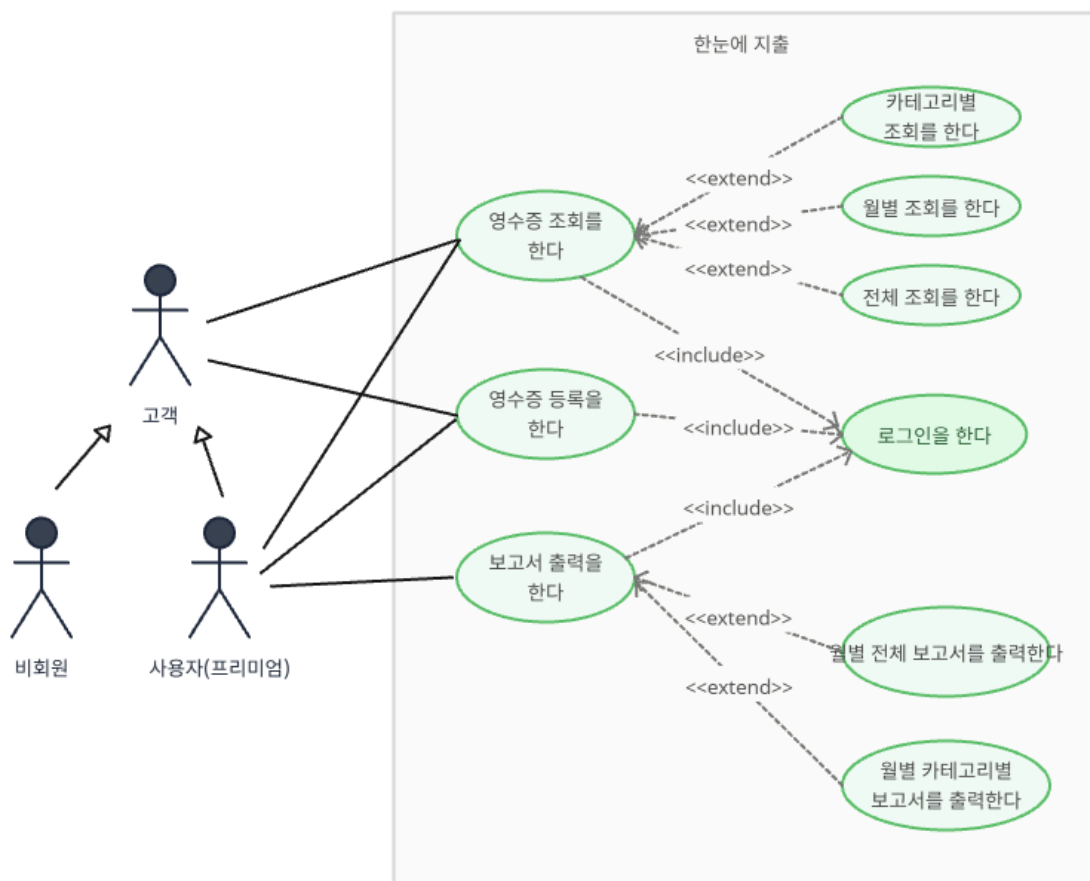 한눈에 지출
카테고리별
조회를 한다
<<extend>>
영수증 조회를
한다
월별 조회를 한다
<<extend>>
<<extend>>
전체 조회를 한다
<<include>>
고객
영수증 등록을
한다
<<include>>
로그인을 한다
<<include>>
보고서 출력을
한다
<<extend>>
월별 전체 보고서를 출력한다
비회원
사용자(프리미엄)
<<extend>>
월별 카테고리별
보고서를 출력한다